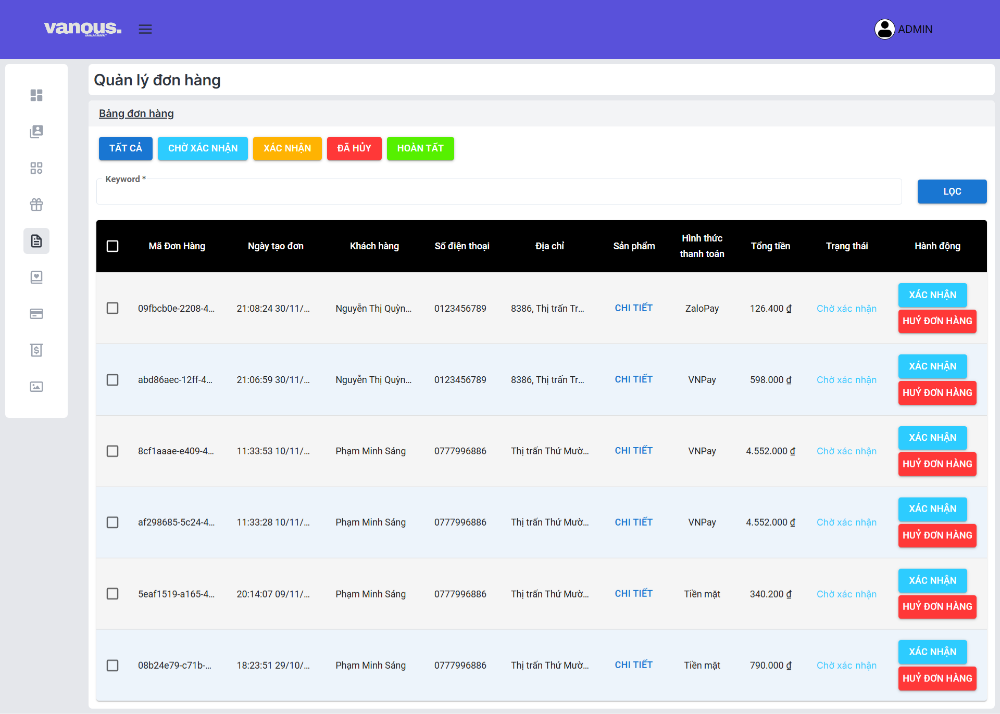 vanous.
MANAGEMENT
ADMIN
Quản lý đơn hàng
Bảng đơn hàng
TẤT CẢ CHỜ XÁC NHẬN XÁC NHẬN ĐÃ HỦY HOÀN TẤT
Keyword *
LỌC
Mã Đơn Hàng Ngày tạo đơn Khách hàng Số điện thoại Địa chỉ Sản phẩm Hình thức thanh toán Tổng tiền Trạng thái Hành động
09fbcb0e-2208-4... 21:08:24 30/11/... Nguyễn Thị Quỳn... 0123456789 8386, Thị trấn Tr... CHI TIẾT ZaloPay 126.400 ₫ Chờ xác nhận XÁC NHẬN
HUỶ ĐƠN HÀNG
abd86aec-12ff-4... 21:06:59 30/11/... Nguyễn Thị Quỳn... 0123456789 8386, Thị trấn Tr... CHI TIẾT VNPay 598.000 ₫ Chờ xác nhận XÁC NHẬN
HUỶ ĐƠN HÀNG
8cf1aaae-e409-4... 11:33:53 10/11/... Phạm Minh Sáng 0777996886 Thị trấn Thứ Mườ... CHI TIẾT VNPay 4.552.000 ₫ Chờ xác nhận XÁC NHẬN
HUỶ ĐƠN HÀNG
af298685-5c24-4... 11:33:28 10/11/... Phạm Minh Sáng 0777996886 Thị trấn Thứ Mườ... CHI TIẾT VNPay 4.552.000 ₫ Chờ xác nhận XÁC NHẬN
HUỶ ĐƠN HÀNG
5eaf1519-a165-4... 20:14:07 09/11/... Phạm Minh Sáng 0777996886 Thị trấn Thứ Mườ... CHI TIẾT Tiền mặt 340.200 ₫ Chờ xác nhận XÁC NHẬN
HUỶ ĐƠN HÀNG
08b24e79-c71b-... 18:23:51 29/10/... Phạm Minh Sáng 0777996886 Thị trấn Thứ Mườ... CHI TIẾT Tiền mặt 790.000 ₫ Chờ xác nhận XÁC NHẬN
HUỶ ĐƠN HÀNG